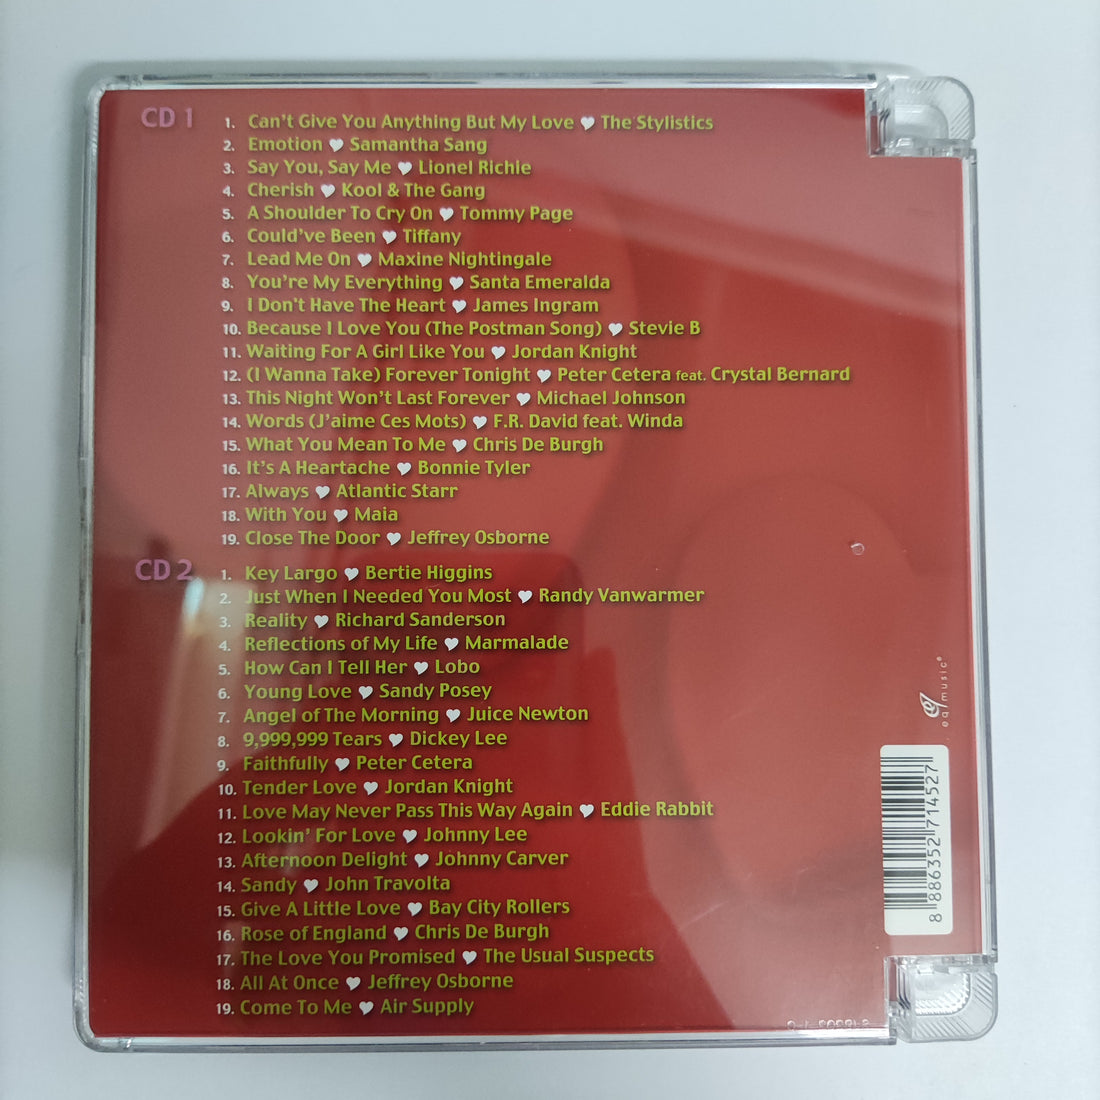 CD 1
1. Can't Give You Anything But My Love The Stylistics
2. Emotion Samantha Sang
3. Say You, Say Me Lionel Richie
4. Cherish Kool & The Gang
5. A Shoulder To Cry On Tommy Page
6. Could've Been Tiffany
7. Lead Me On Maxine Nightingale
8. You're My Everything Santa Emeralda
9. I Don't Have The Heart James Ingram
10. Because I Love You (The Postman Song) Stevie B
11. Waiting For A Girl Like You Jordan Knight
12. (I Wanna Take) Forever Tonight Peter Cetera feat. Crystal Bernard
13. This Night Won't Last Forever Michael Johnson
14. Words (J'aime Ces Mots) F.R. David feat. Winda
15. What You Mean To Me Chris De Burgh
16. It's A Heartache Bonnie Tyler
17. Always Atlantic Starr
18. With You Maia
19. Close The Door Jeffrey Osborne
CD 2
1. Key Largo Bertie Higgins
2. Just When I Needed You Most Randy Vanwarmer
3. Reality Richard Sanderson
4. Reflections of My Life Marmalade
5. How Can I Tell Her Lobo
6. Young Love Sandy Posey
7. Angel of The Morning Juice Newton
8. 9,999,999 Tears Dickey Lee
9. Faithfully Peter Cetera
10. Tender Love Jordan Knight
11. Love May Never Pass This Way Again Eddie Rabbit
12. Lookin' For Love Johnny Lee
13. Afternoon Delight Johnny Carver
14. Sandy John Travolta
15. Give A Little Love Bay City Rollers
16. Rose of England Chris De Burgh
17. The Love You Promised The Usual Suspects
18. All At Once Jeffrey Osborne
19. Come To Me Air Supply
eq music®
8 886352 714527